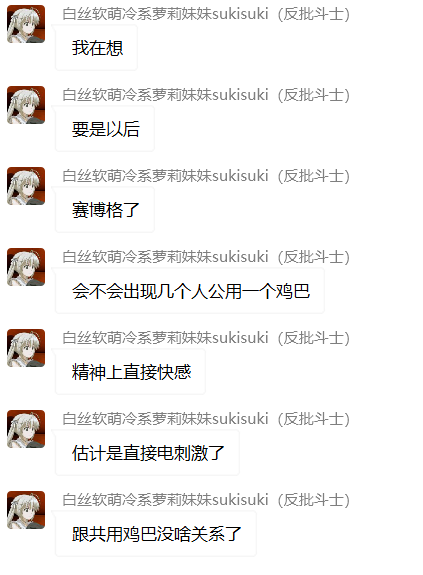 白丝软萌冷系萝莉妹妹sukisuki（反批斗士）
我在想
白丝软萌冷系萝莉妹妹sukisuki（反批斗士）
要是以后
白丝软萌冷系萝莉妹妹sukisuki（反批斗士）
赛博格了
白丝软萌冷系萝莉妹妹sukisuki（反批斗士）
会不会出现几个人公用一个鸡巴
白丝软萌冷系萝莉妹妹sukisuki（反批斗士）
精神上直接快感
白丝软萌冷系萝莉妹妹sukisuki（反批斗士）
估计是直接电刺激了
白丝软萌冷系萝莉妹妹sukisuki（反批斗士）
跟共用鸡巴没啥关系了